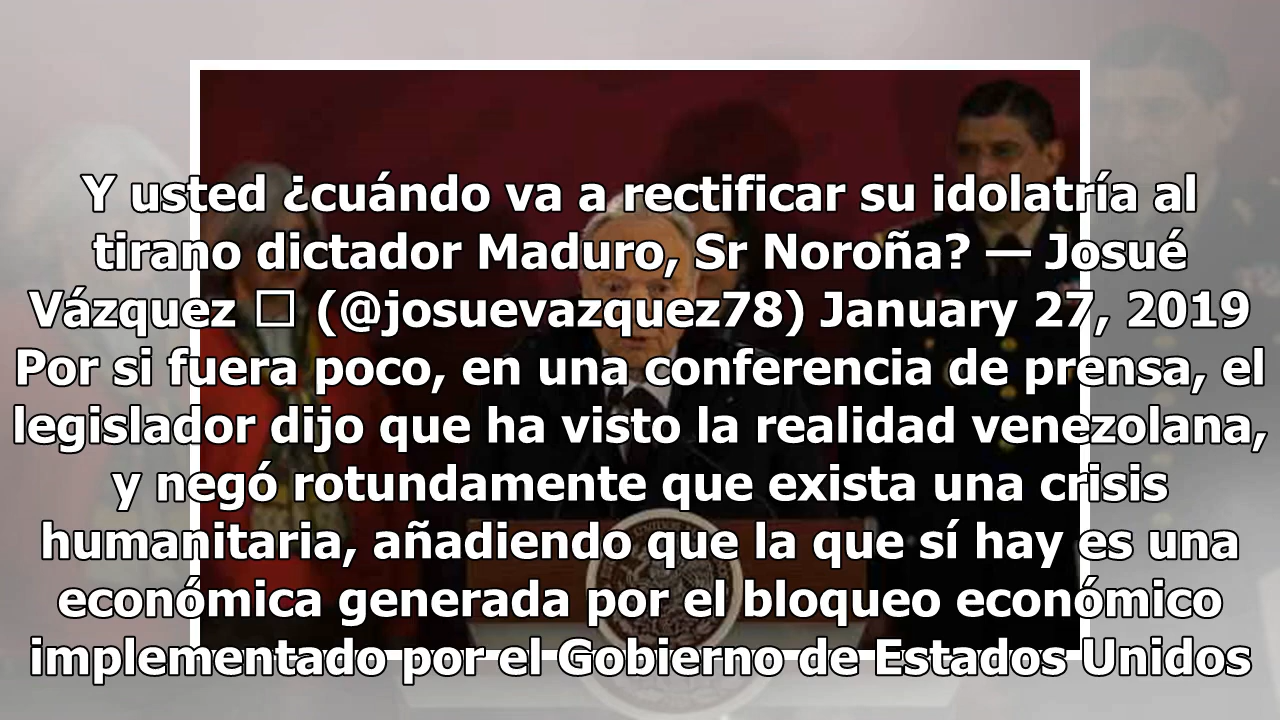 Y usted ¿cuándo va a rectificar su idolatría al
tirano dictador Maduro, Sr Noroña? — Josué
Vázquez □ (@josuevazquez78) January 27, 2019
Por si fuera poco, en una conferencia de prensa, el
legislador dijo que ha visto la realidad venezolana,
y negó rotundamente que exista una crisis
humanitaria, añadiendo que la que sí hay es una
económica generada por el bloqueo económico
implementado por el Gobierno de Estados Unidos